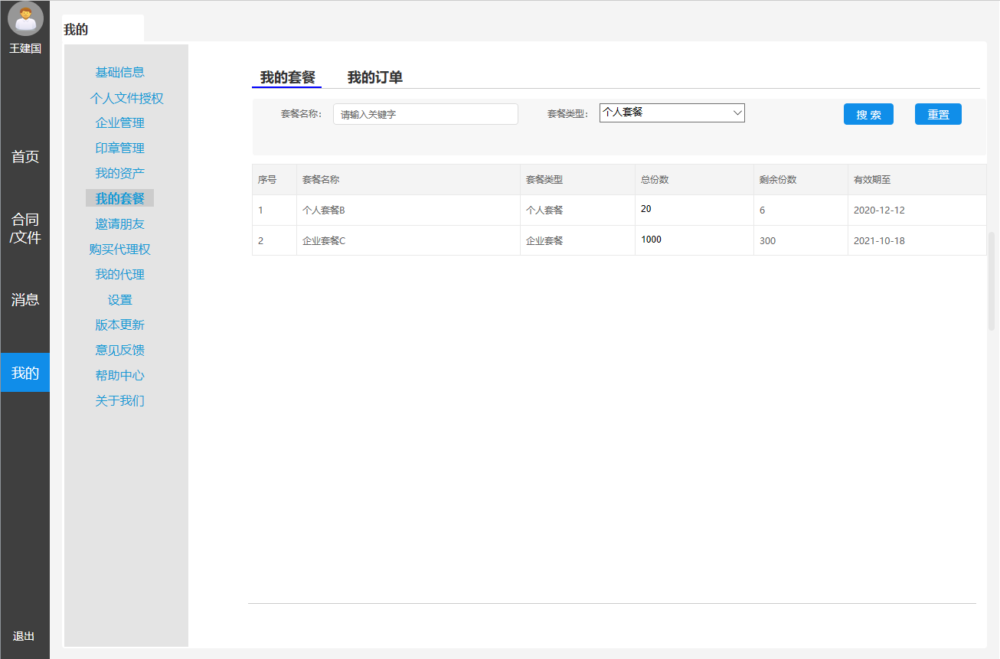 王建国
首页
合同
/文件
消息
我的
退出
我的
基础信息
个人文件授权
企业管理
印章管理
我的资产
我的套餐
邀请朋友
购买代理权
我的代理
设置
版本更新
意见反馈
帮助中心
关于我们
我的套餐 我的订单
套餐名称: 请输入关键字 套餐类型: 个人套餐 搜 索 重置
序号 套餐名称 套餐类型 总份数 剩余份数 有效期至
1 个人套餐B 个人套餐 20 6 2020-12-12
2 企业套餐C 企业套餐 1000 300 2021-10-18